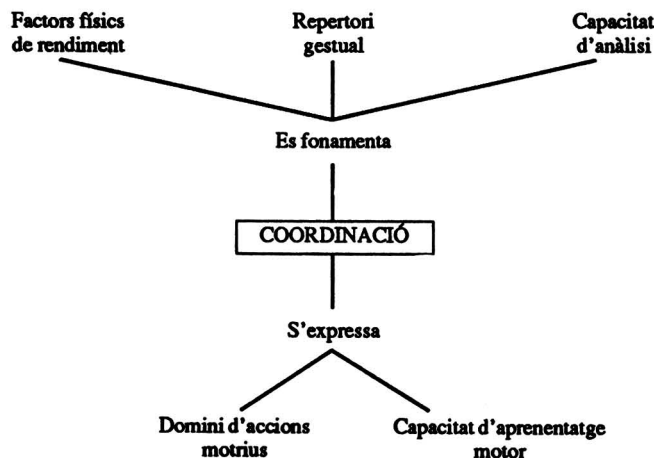 Factors físics
de rendiment
Repertori
gestual
Capacitat
d'anàlisi
Es fonamenta
COORDINACIÓ
S'expressa
Domini d'accions
motrius
Capacitat d'aprenentatge
motor